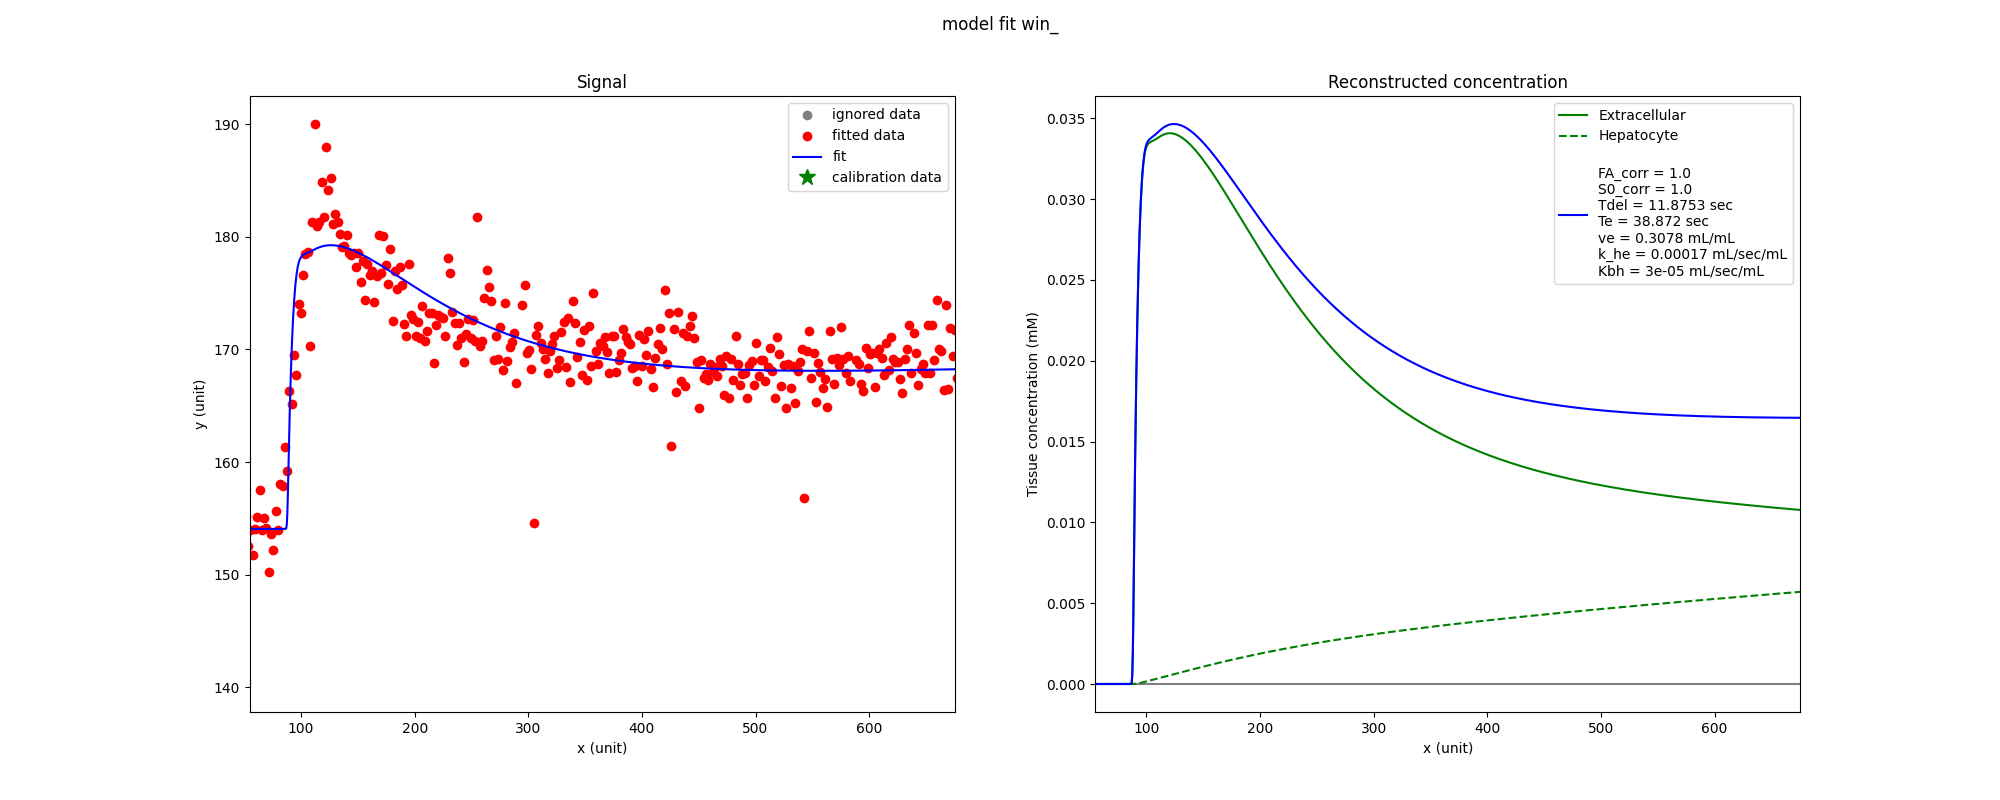 model fit win_
Signal
190
180
170
160
150
140
y (unit)
100 200 300 400 500 600
x (unit)
ignored data
fitted data
fit
calibration data
Reconstructed concentration
0.035
0.030
0.025
0.020
0.015
0.010
0.005
0.000
Tissue concentration (mM)
100 200 300 400 500 600
x (unit)
Extracellular
Hepatocyte
FA_corr = 1.0
S0_corr = 1.0
Tdel = 11.8753 sec
Te = 38.872 sec
ve = 0.3078 mL/mL
k_he = 0.00017 mL/sec/mL
Kbh = 3e-05 mL/sec/mL